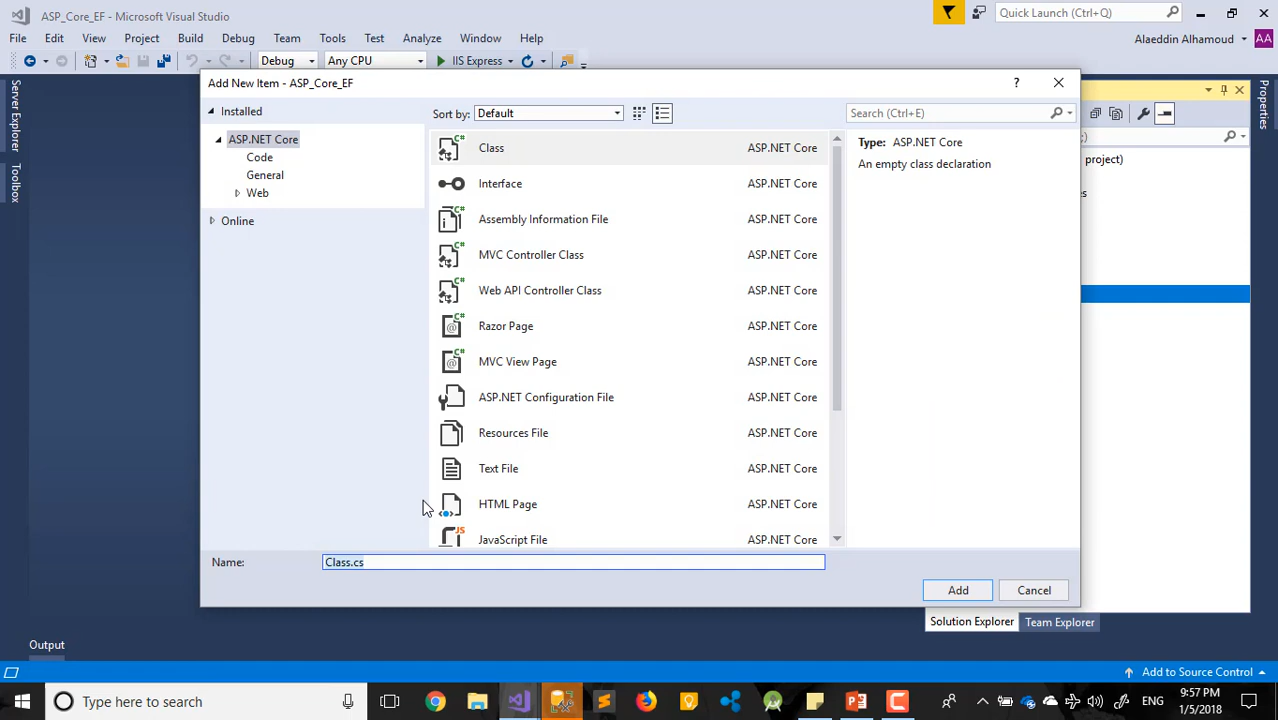 ASP_Core_EF - Microsoft Visual Studio
Quick Launch (Ctrl+Q)
File Edit View Project Build Debug Team Tools Test Analyze Window Help
Alaeddin Alhamoud AA
Debug Any CPU IIS Express
Server Explorer
Toolbox
Properties
Add New Item - ASP_Core_EF
?
Installed
Sort by: Default
Search (Ctrl+E)
ASP.NET Core
Code
General
Web
Online
Class ASP.NET Core
Interface ASP.NET Core
Assembly Information File ASP.NET Core
MVC Controller Class ASP.NET Core
Web API Controller Class ASP.NET Core
Razor Page ASP.NET Core
MVC View Page ASP.NET Core
ASP.NET Configuration File ASP.NET Core
Resources File ASP.NET Core
Text File ASP.NET Core
HTML Page ASP.NET Core
JavaScript File ASP.NET Core
Type: ASP.NET Core
An empty class declaration
project)
Name: Class.cs
Add Cancel
Solution Explorer Team Explorer
Output
Add to Source Control
Type here to search
ENG
9:57 PM
1/5/2018